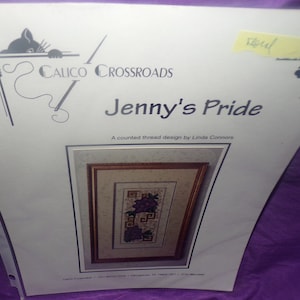 CALICO CROSSROADS
Jenny's Pride
A counted thread design by Linda Connors